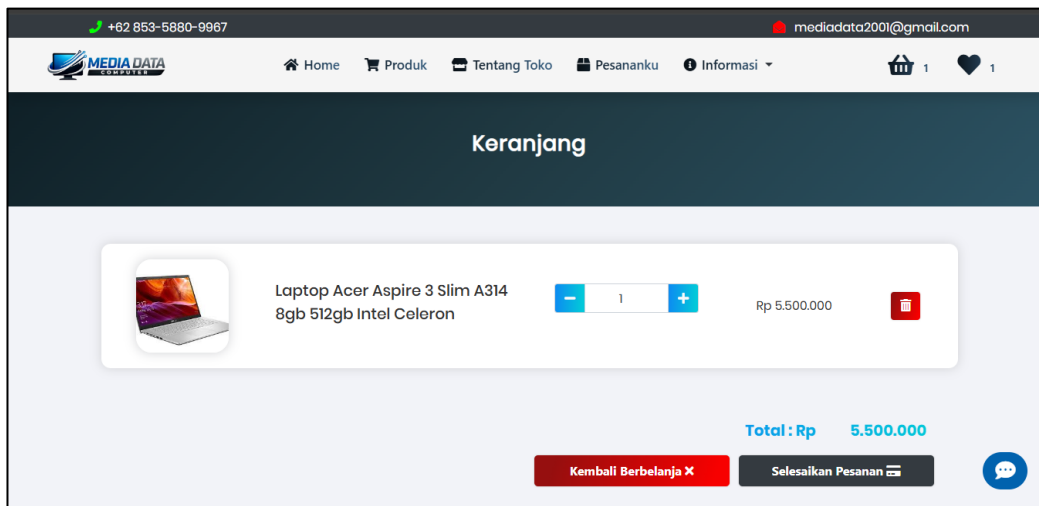 +62 853-5880-9967
mediadata2001@gmail.com
MEDIA DATA
COMPUTER
Home
Produk
Tentang Toko
Pesananku
Informasi
1
1
Keranjang
Laptop Acer Aspire 3 Slim A314
8gb 512gb Intel Celeron
1
Rp 5.500.000
Total : Rp 5.500.000
Kembali Berbelanja
Selesaikan Pesanan